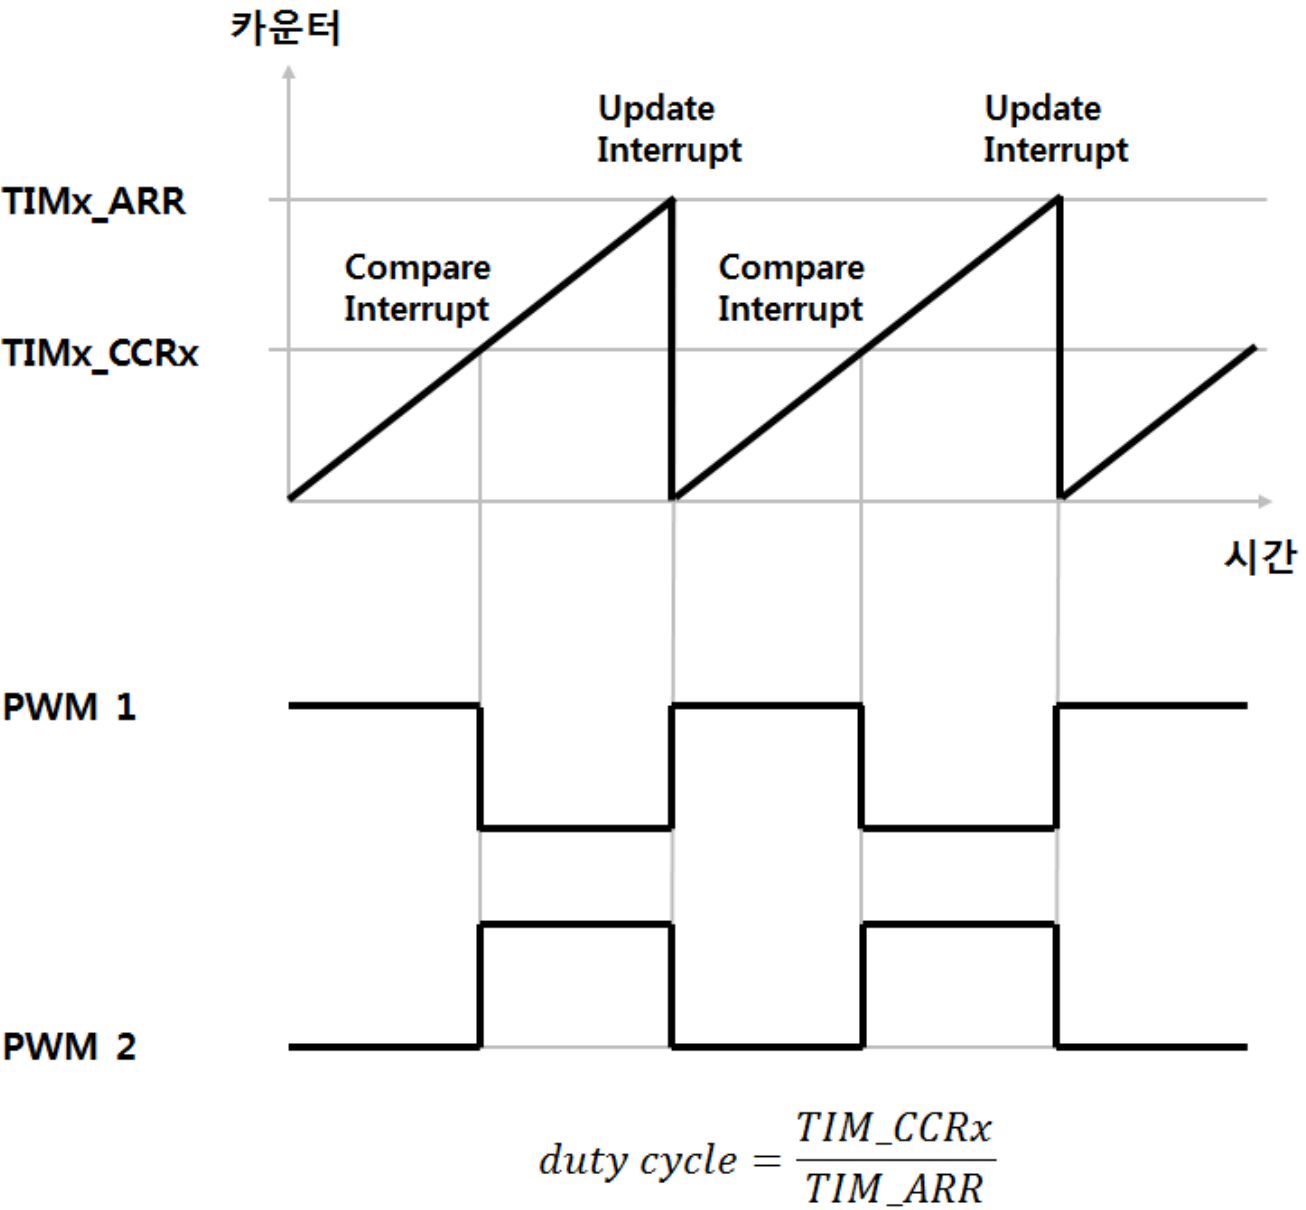 카운터
Update
Interrupt
Update
Interrupt
TIMx_ARR
Compare
Interrupt
Compare
Interrupt
TIMx_CCRx
시간
PWM 1
PWM 2
duty cycle = TIM_CCRx / TIM_ARR